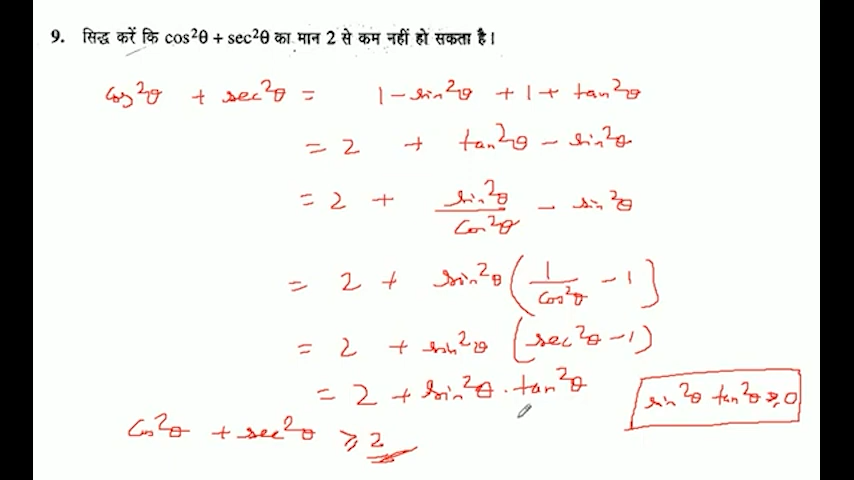 9. सिद्ध करें कि cos²θ + sec²θ का मान 2 से कम नहीं हो सकता है।
cos²θ + sec²θ = 1 - sin²θ + 1 + tan²θ
= 2 + tan²θ - sin²θ
= 2 + sin²θ/cos²θ - sin²θ
= 2 + sin²θ (1/cos²θ - 1)
= 2 + sin²θ (sec²θ - 1)
= 2 + sin²θ · tan²θ
sin²θ tan²θ ≥ 0
cos²θ + sec²θ ≥ 2